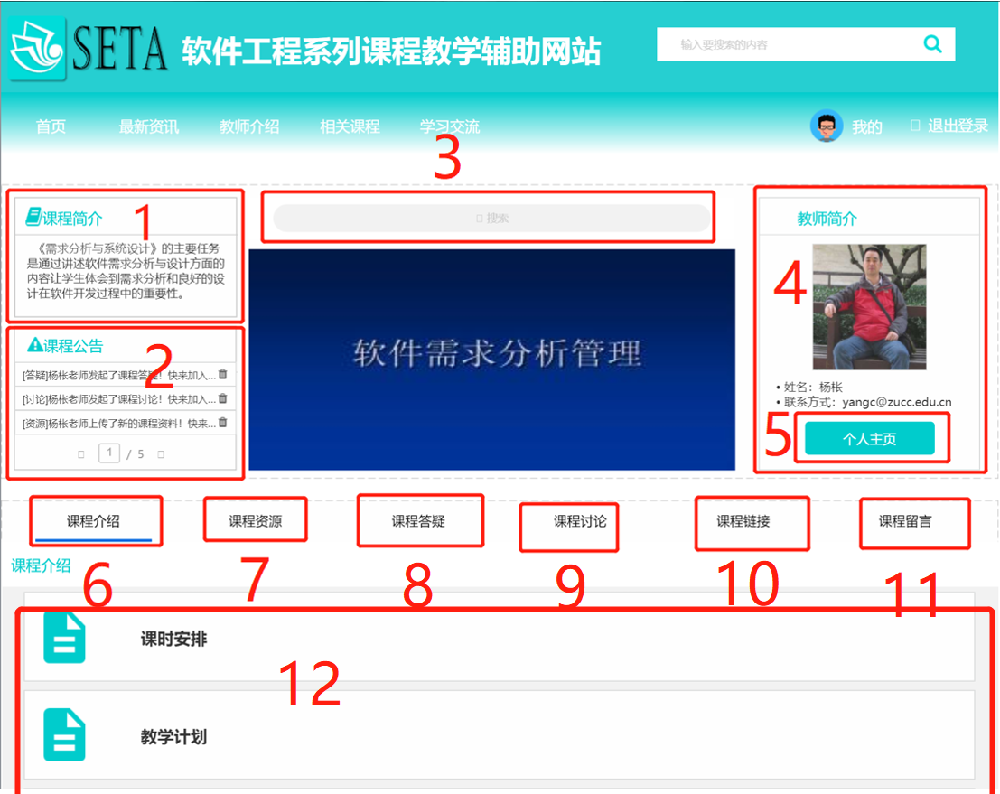 SETA
软件工程系列课程教学辅助网站
输入要搜索的内容
首页 最新资讯 教师介绍 相关课程 学习交流
我的 退出登录
3
课程简介
1
《需求分析与系统设计》的主要任务
是通过讲述软件需求分析与设计方面的
内容让学生体会到需求分析和良好的设
计在软件开发过程中的重要性。
课程公告
2
[答疑]杨枨老师发起了课程答疑！快来加入...
[讨论]杨枨老师发起了课程讨论！快来加入...
[资源]杨枨老师上传了新的课程资料！快来...
1 / 5
搜索
软件需求分析管理
教师简介
4
• 姓名：杨枨
• 联系方式：yangc@zucc.edu.cn
5
个人主页
课程介绍 课程资源 课程答疑 课程讨论 课程链接 课程留言
课程介绍
6 7 8 9 10 11
课时安排
12
教学计划